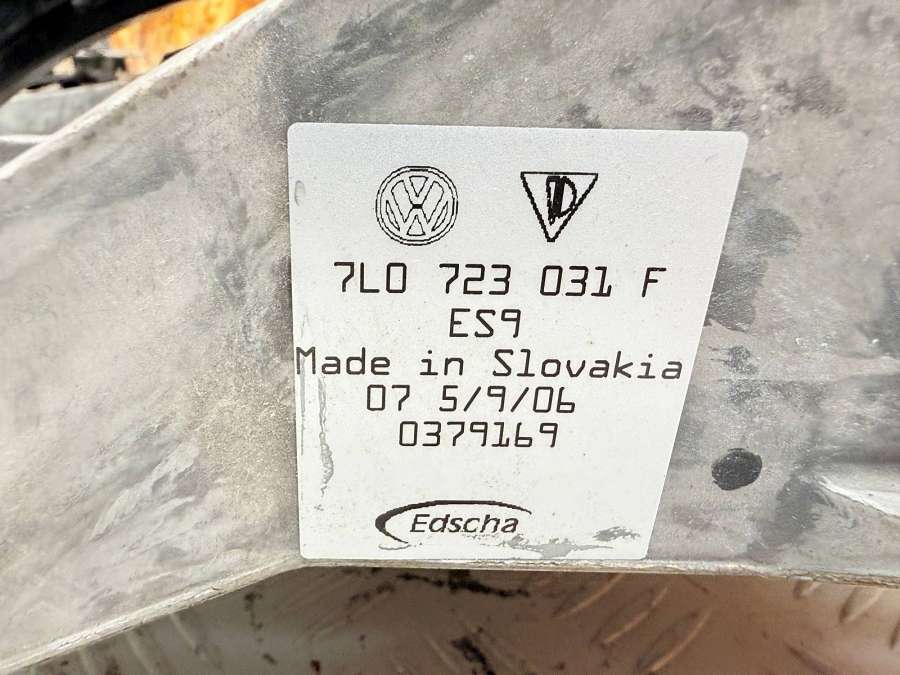 7L0 723 031 F
ES9
Made in Slovakia
07 5/9/06
0379169
Edscha